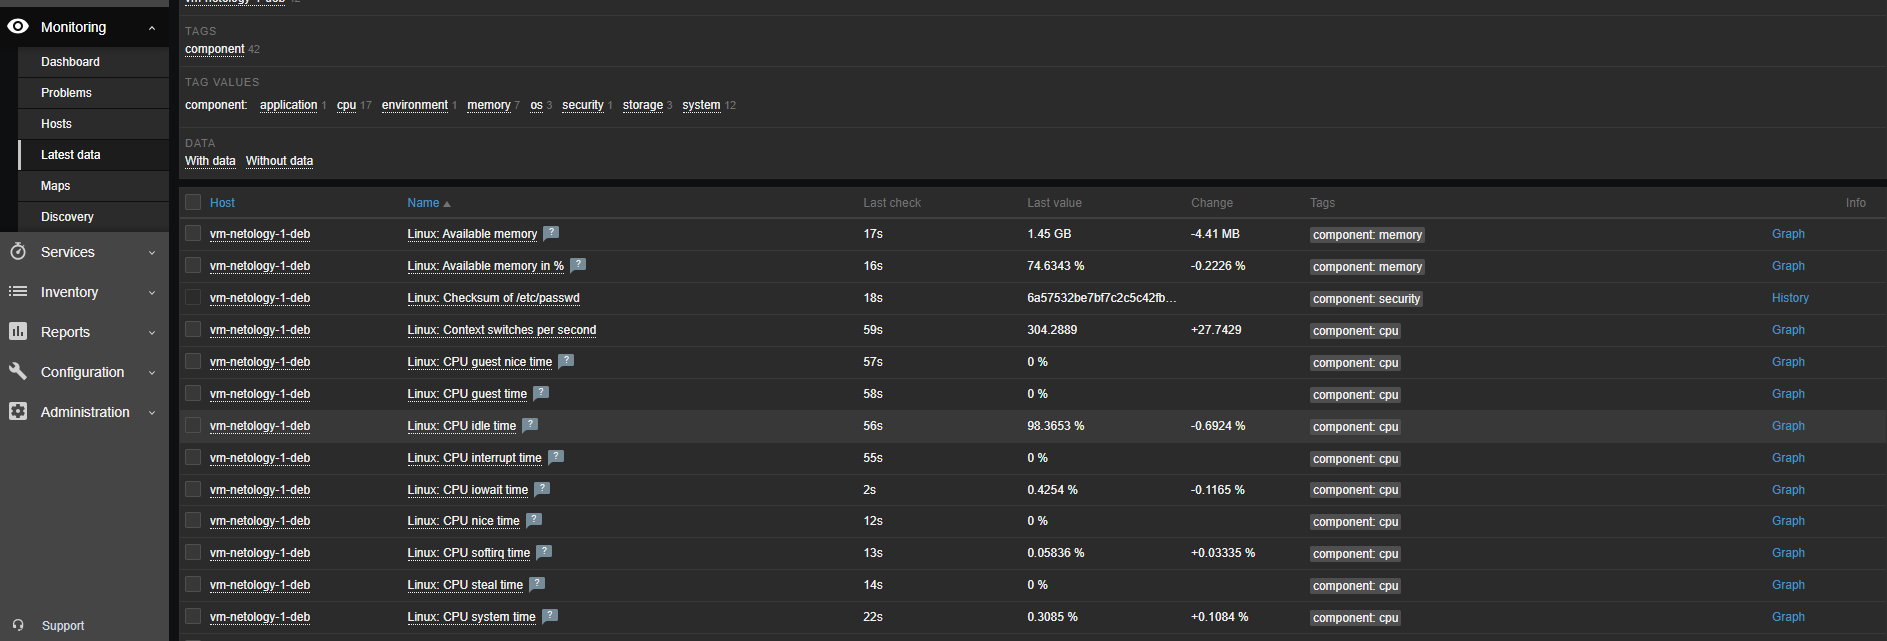 Monitoring
Dashboard
Problems
Hosts
Latest data
Maps
Discovery
Services
Inventory
Reports
Configuration
Administration
Support
vm-netology-1-deb 42
TAGS
component 42
TAG VALUES
component: application 1 cpu 17 environment 1 memory 7 os 3 security 1 storage 3 system 12
DATA
With data Without data
Host Name Last check Last value Change Tags Info
vm-netology-1-deb Linux: Available memory ? 17s 1.45 GB -4.41 MB component: memory Graph
vm-netology-1-deb Linux: Available memory in % ? 16s 74.6343 % -0.2226 % component: memory Graph
vm-netology-1-deb Linux: Checksum of /etc/passwd 18s 6a57532be7bf7c2c5c42fb... component: security History
vm-netology-1-deb Linux: Context switches per second 59s 304.2889 +27.7429 component: cpu Graph
vm-netology-1-deb Linux: CPU guest nice time ? 57s 0 % component: cpu Graph
vm-netology-1-deb Linux: CPU guest time ? 58s 0 % component: cpu Graph
vm-netology-1-deb Linux: CPU idle time ? 56s 98.3653 % -0.6924 % component: cpu Graph
vm-netology-1-deb Linux: CPU interrupt time ? 55s 0 % component: cpu Graph
vm-netology-1-deb Linux: CPU iowait time ? 2s 0.4254 % -0.1165 % component: cpu Graph
vm-netology-1-deb Linux: CPU nice time ? 12s 0 % component: cpu Graph
vm-netology-1-deb Linux: CPU softirq time ? 13s 0.05836 % +0.03335 % component: cpu Graph
vm-netology-1-deb Linux: CPU steal time ? 14s 0 % component: cpu Graph
vm-netology-1-deb Linux: CPU system time ? 22s 0.3085 % +0.1084 % component: cpu Graph